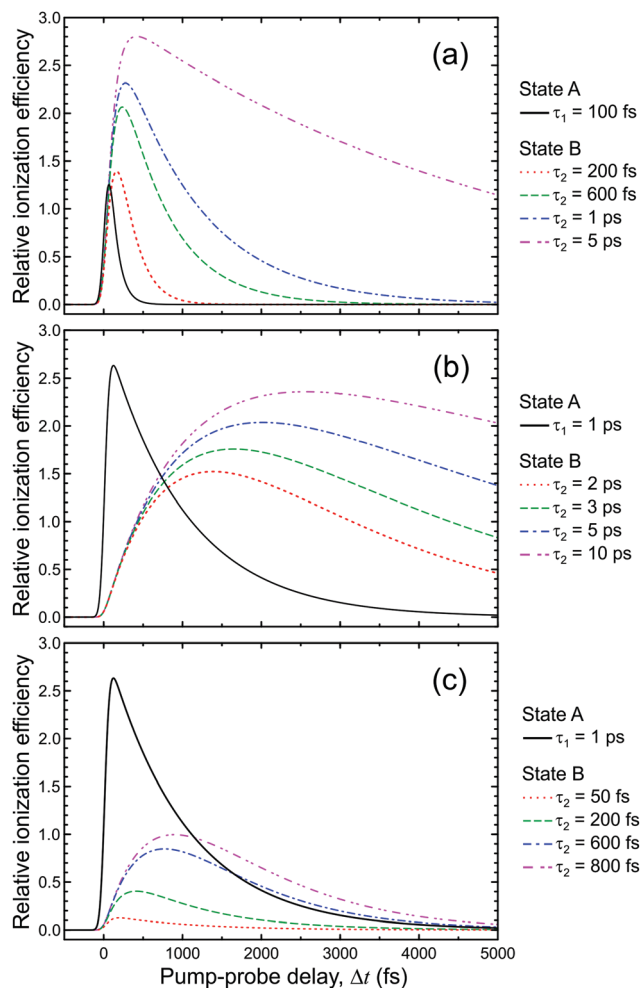 3.0
2.5
2.0
1.5
1.0
0.5
0.0
Relative ionization efficiency
(a)
State A
τ1 = 100 fs
State B
τ2 = 200 fs
τ2 = 600 fs
τ2 = 1 ps
τ2 = 5 ps
3.0
2.5
2.0
1.5
1.0
0.5
0.0
Relative ionization efficiency
(b)
State A
τ1 = 1 ps
State B
τ2 = 2 ps
τ2 = 3 ps
τ2 = 5 ps
τ2 = 10 ps
3.0
2.5
2.0
1.5
1.0
0.5
0.0
Relative ionization efficiency
(c)
State A
τ1 = 1 ps
State B
τ2 = 50 fs
τ2 = 200 fs
τ2 = 600 fs
τ2 = 800 fs
0 1000 2000 3000 4000 5000
Pump-probe delay, Δt (fs)